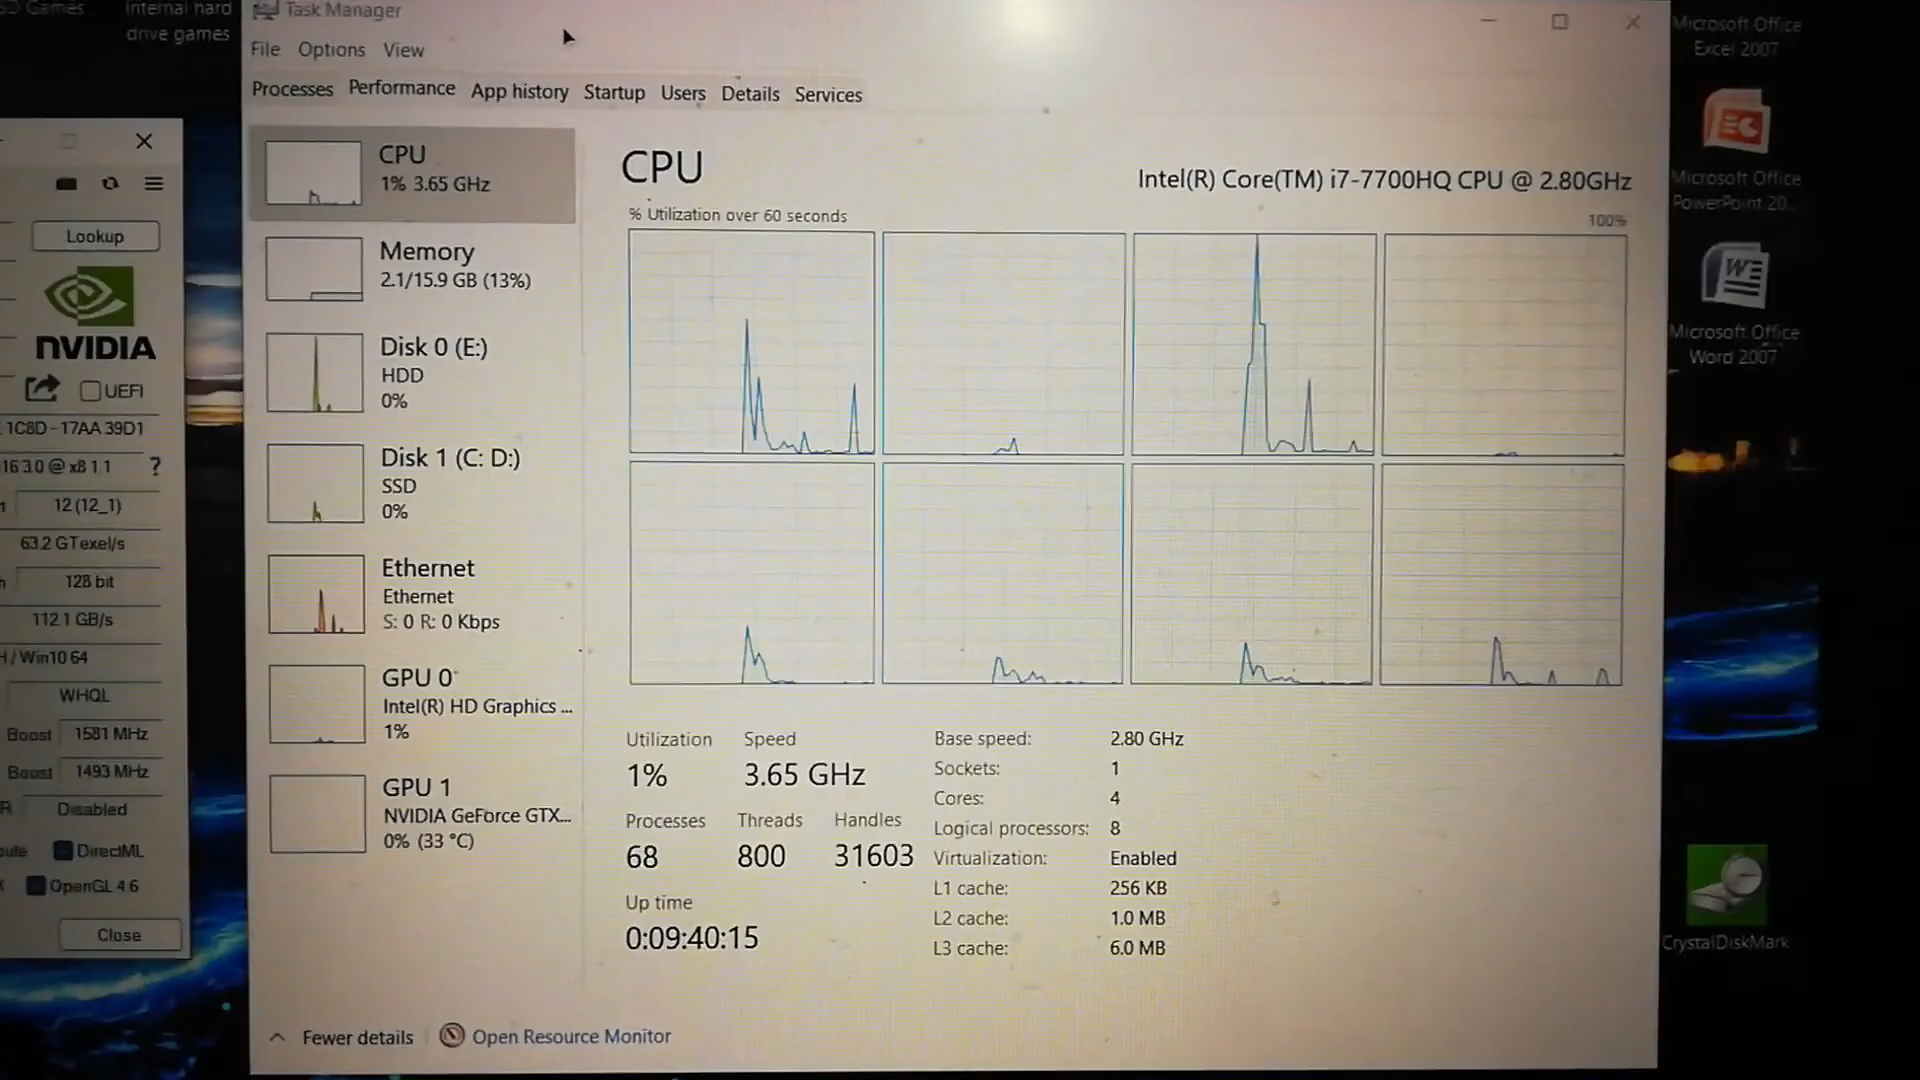 Games
Internal hard
drive games
Task Manager
File Options View
Processes Performance App history Startup Users Details Services
CPU
1% 3.65 GHz
Memory
2.1/15.9 GB (13%)
Disk 0 (E:)
HDD
0%
Disk 1 (C: D:)
SSD
0%
Ethernet
Ethernet
S: 0 R: 0 Kbps
GPU 0
Intel(R) HD Graphics ...
1%
GPU 1
NVIDIA GeForce GTX...
0% (33 °C)
CPU
Intel(R) Core(TM) i7-7700HQ CPU @ 2.80GHz
% Utilization over 60 seconds
100%
Utilization
1%
Speed
3.65 GHz
Processes
68
Threads
800
Handles
31603
Up time
0:09:40:15
Base speed: 2.80 GHz
Sockets: 1
Cores: 4
Logical processors: 8
Virtualization: Enabled
L1 cache: 256 KB
L2 cache: 1.0 MB
L3 cache: 6.0 MB
Fewer details
Open Resource Monitor
Lookup
NVIDIA
UEFI
1C8D - 17AA 39D1
16 3.0 @ x8 1.1 ?
12 (12_1)
63.2 GTexel/s
128 bit
112.1 GB/s
/ Win10 64
WHQL
Boost 1581 MHz
Boost 1493 MHz
Disabled
DirectML
OpenGL 4.6
Close
Microsoft Office
Excel 2007
Microsoft Office
PowerPoint 20...
Microsoft Office
Word 2007
CrystalDiskMark